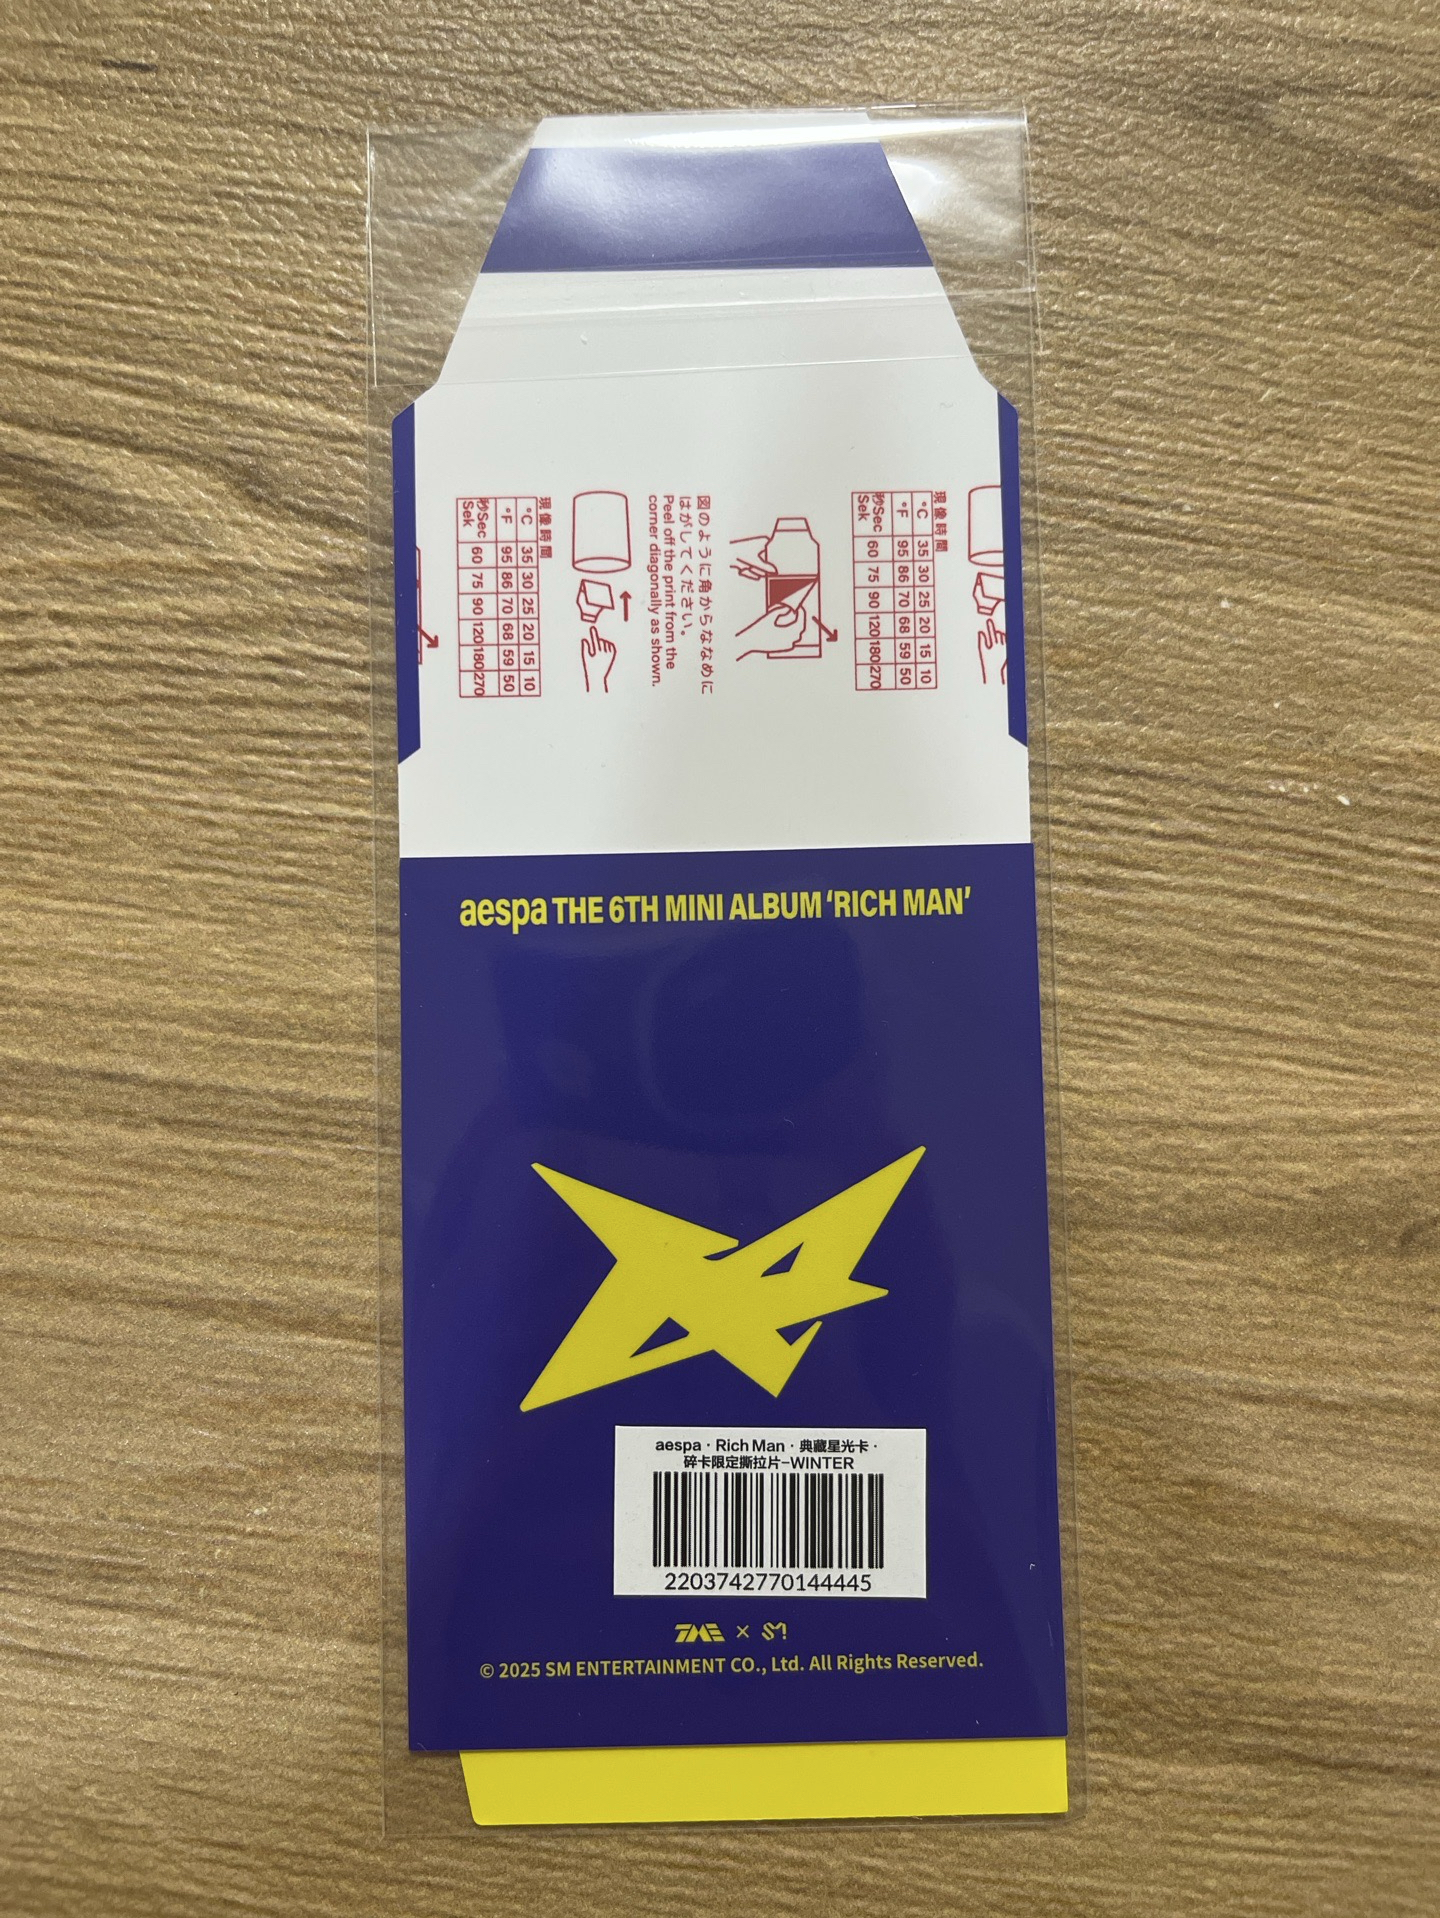 現像時間
°C 35 30 25 20 15 10
°F 95 86 70 68 59 50
秒Sec 60 75 90 120 180 270
Sek
図のように角からななめに
はがしてください。
Peel off the print from the
corner diagonally as shown.
現像時間
°C 35 30 25 20 15 10
°F 95 86 70 68 59 50
秒Sec 60 75 90 120 180 270
Sek
aespa THE 6TH MINI ALBUM ‘RICH MAN’
aespa · Rich Man · 典藏星光卡 ·
碎卡限定撕拉片-WINTER
2203742770144445
TME × SM
© 2025 SM ENTERTAINMENT CO., Ltd. All Rights Reserved.